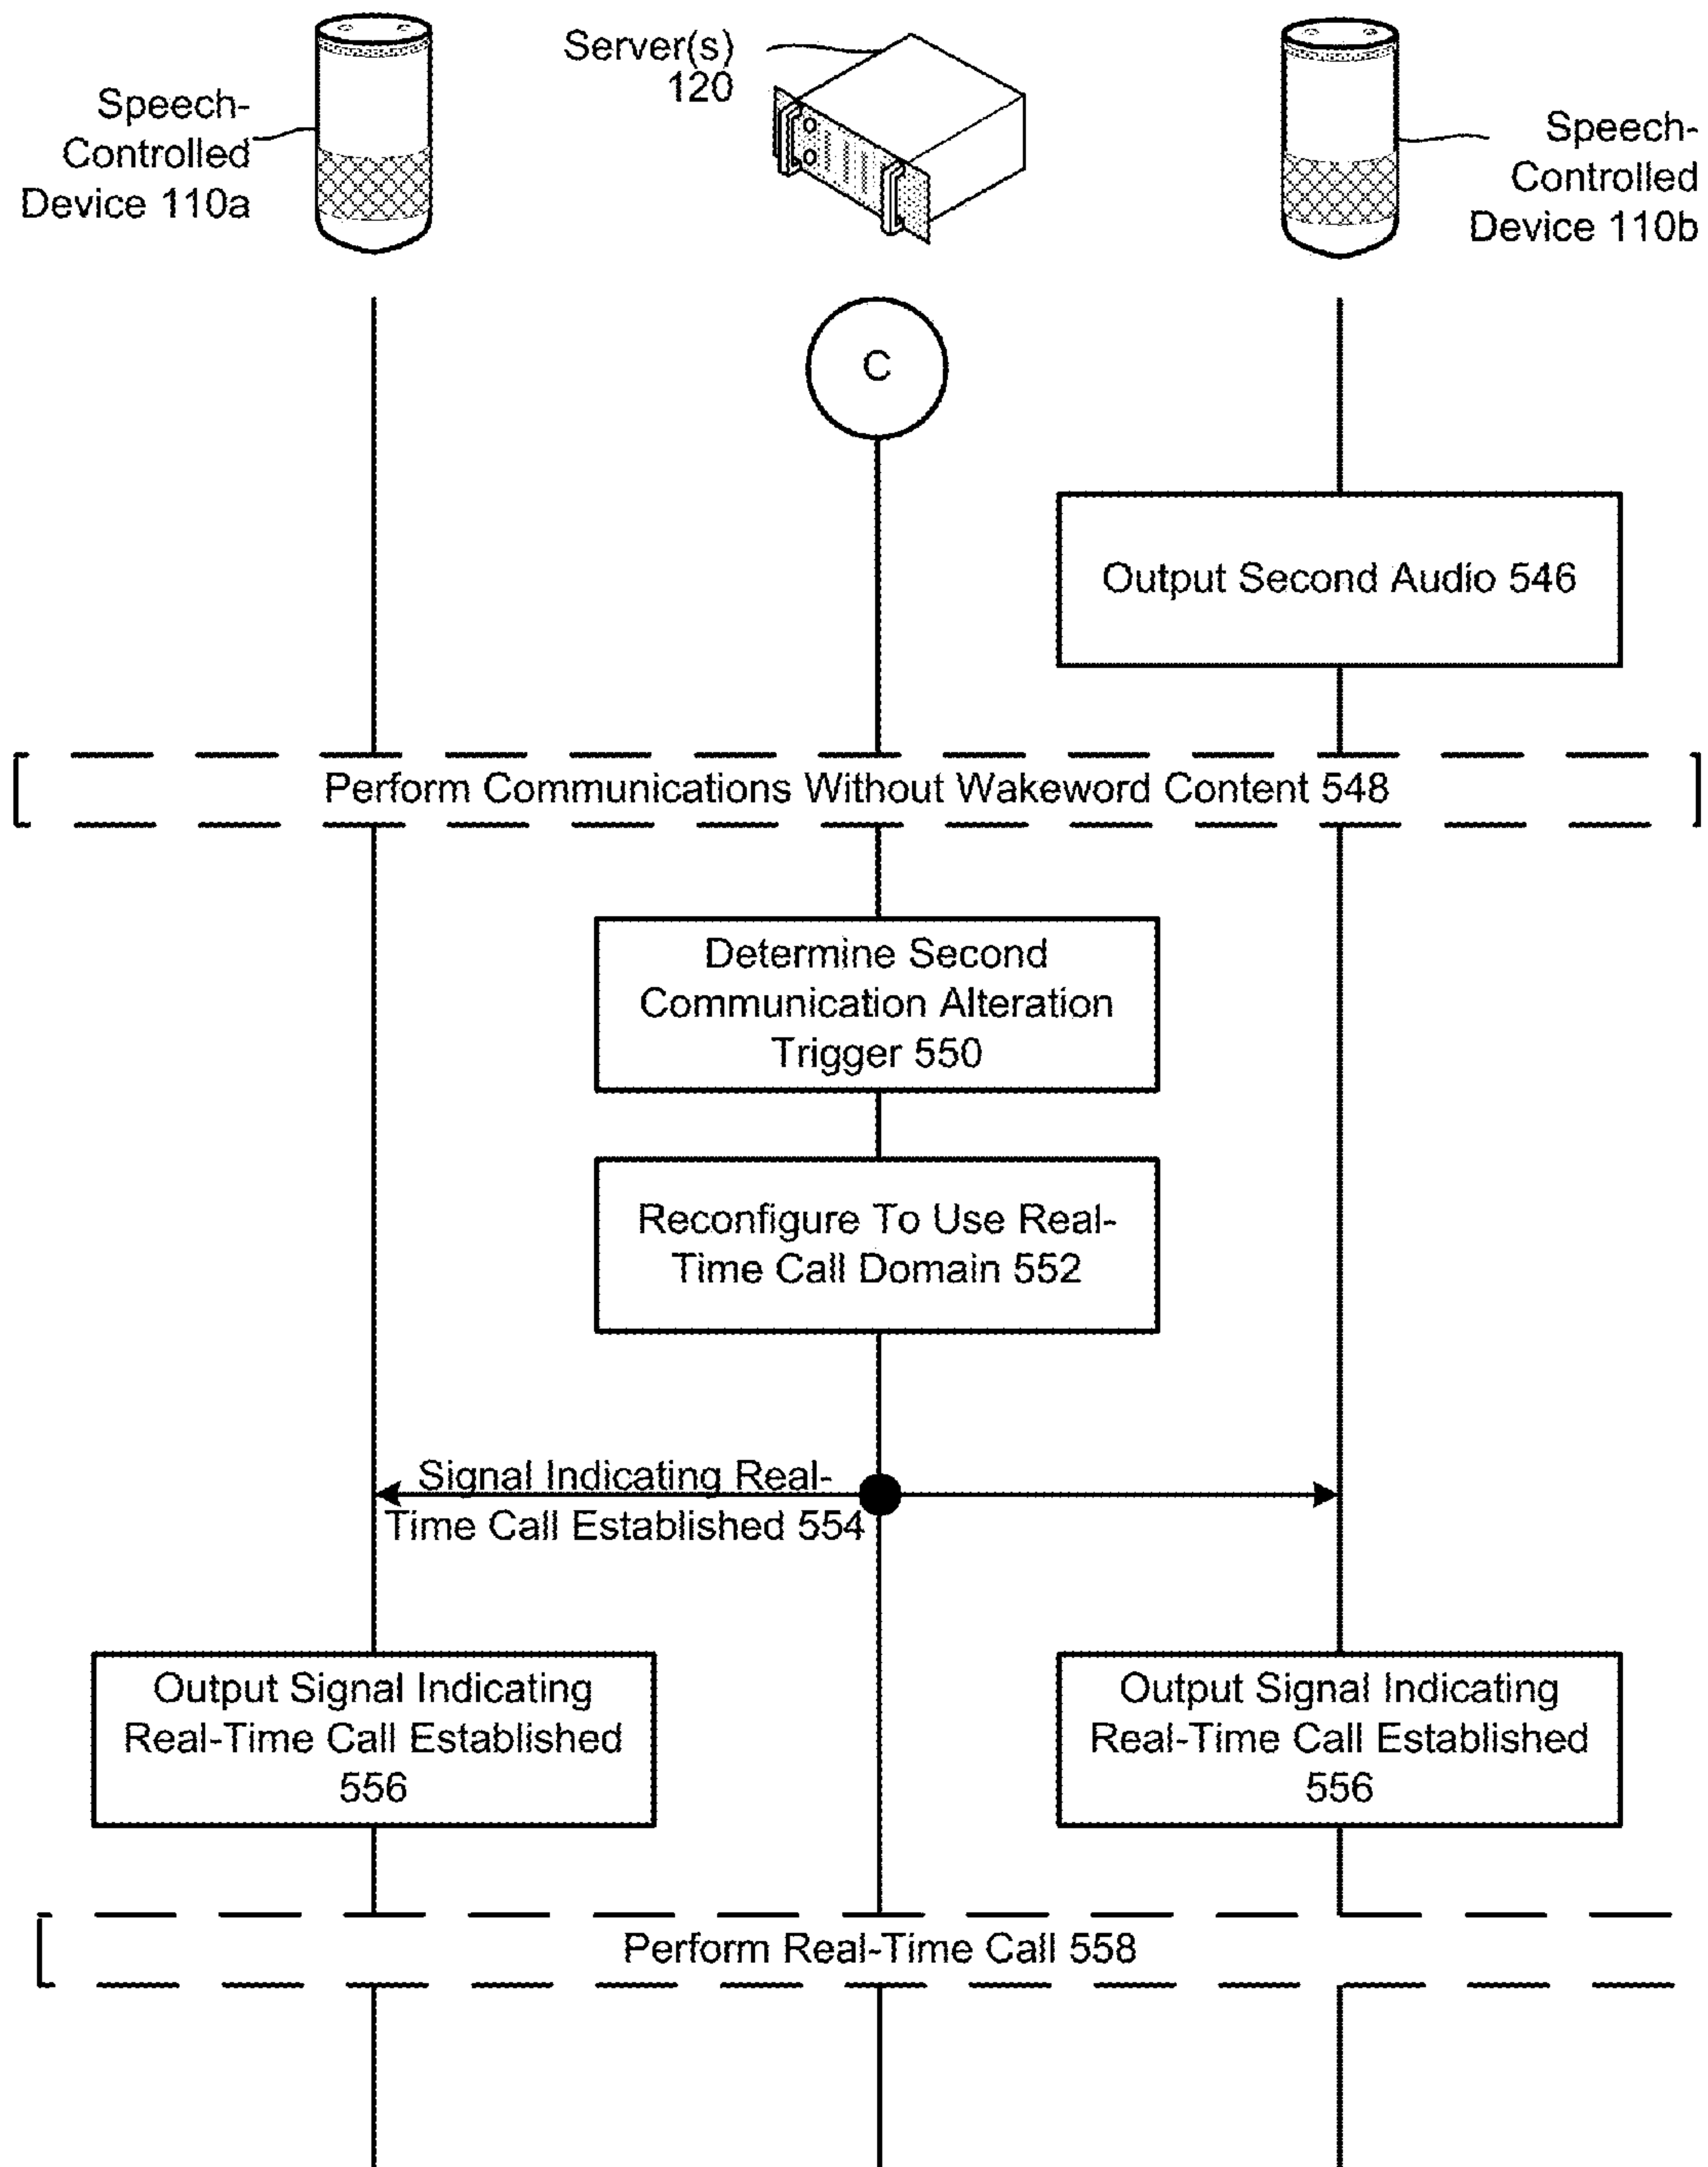 Speech-
Controlled
Device 110a
Server(s)
120
Speech-
Controlled
Device 110b
C
Output Second Audio 546
Perform Communications Without Wakeword Content 548
Determine Second
Communication Alteration
Trigger 550
Reconfigure To Use Real-
Time Call Domain 552
Signal Indicating Real-
Time Call Established 554
Output Signal Indicating
Real-Time Call Established
556
Output Signal Indicating
Real-Time Call Established
556
Perform Real-Time Call 558